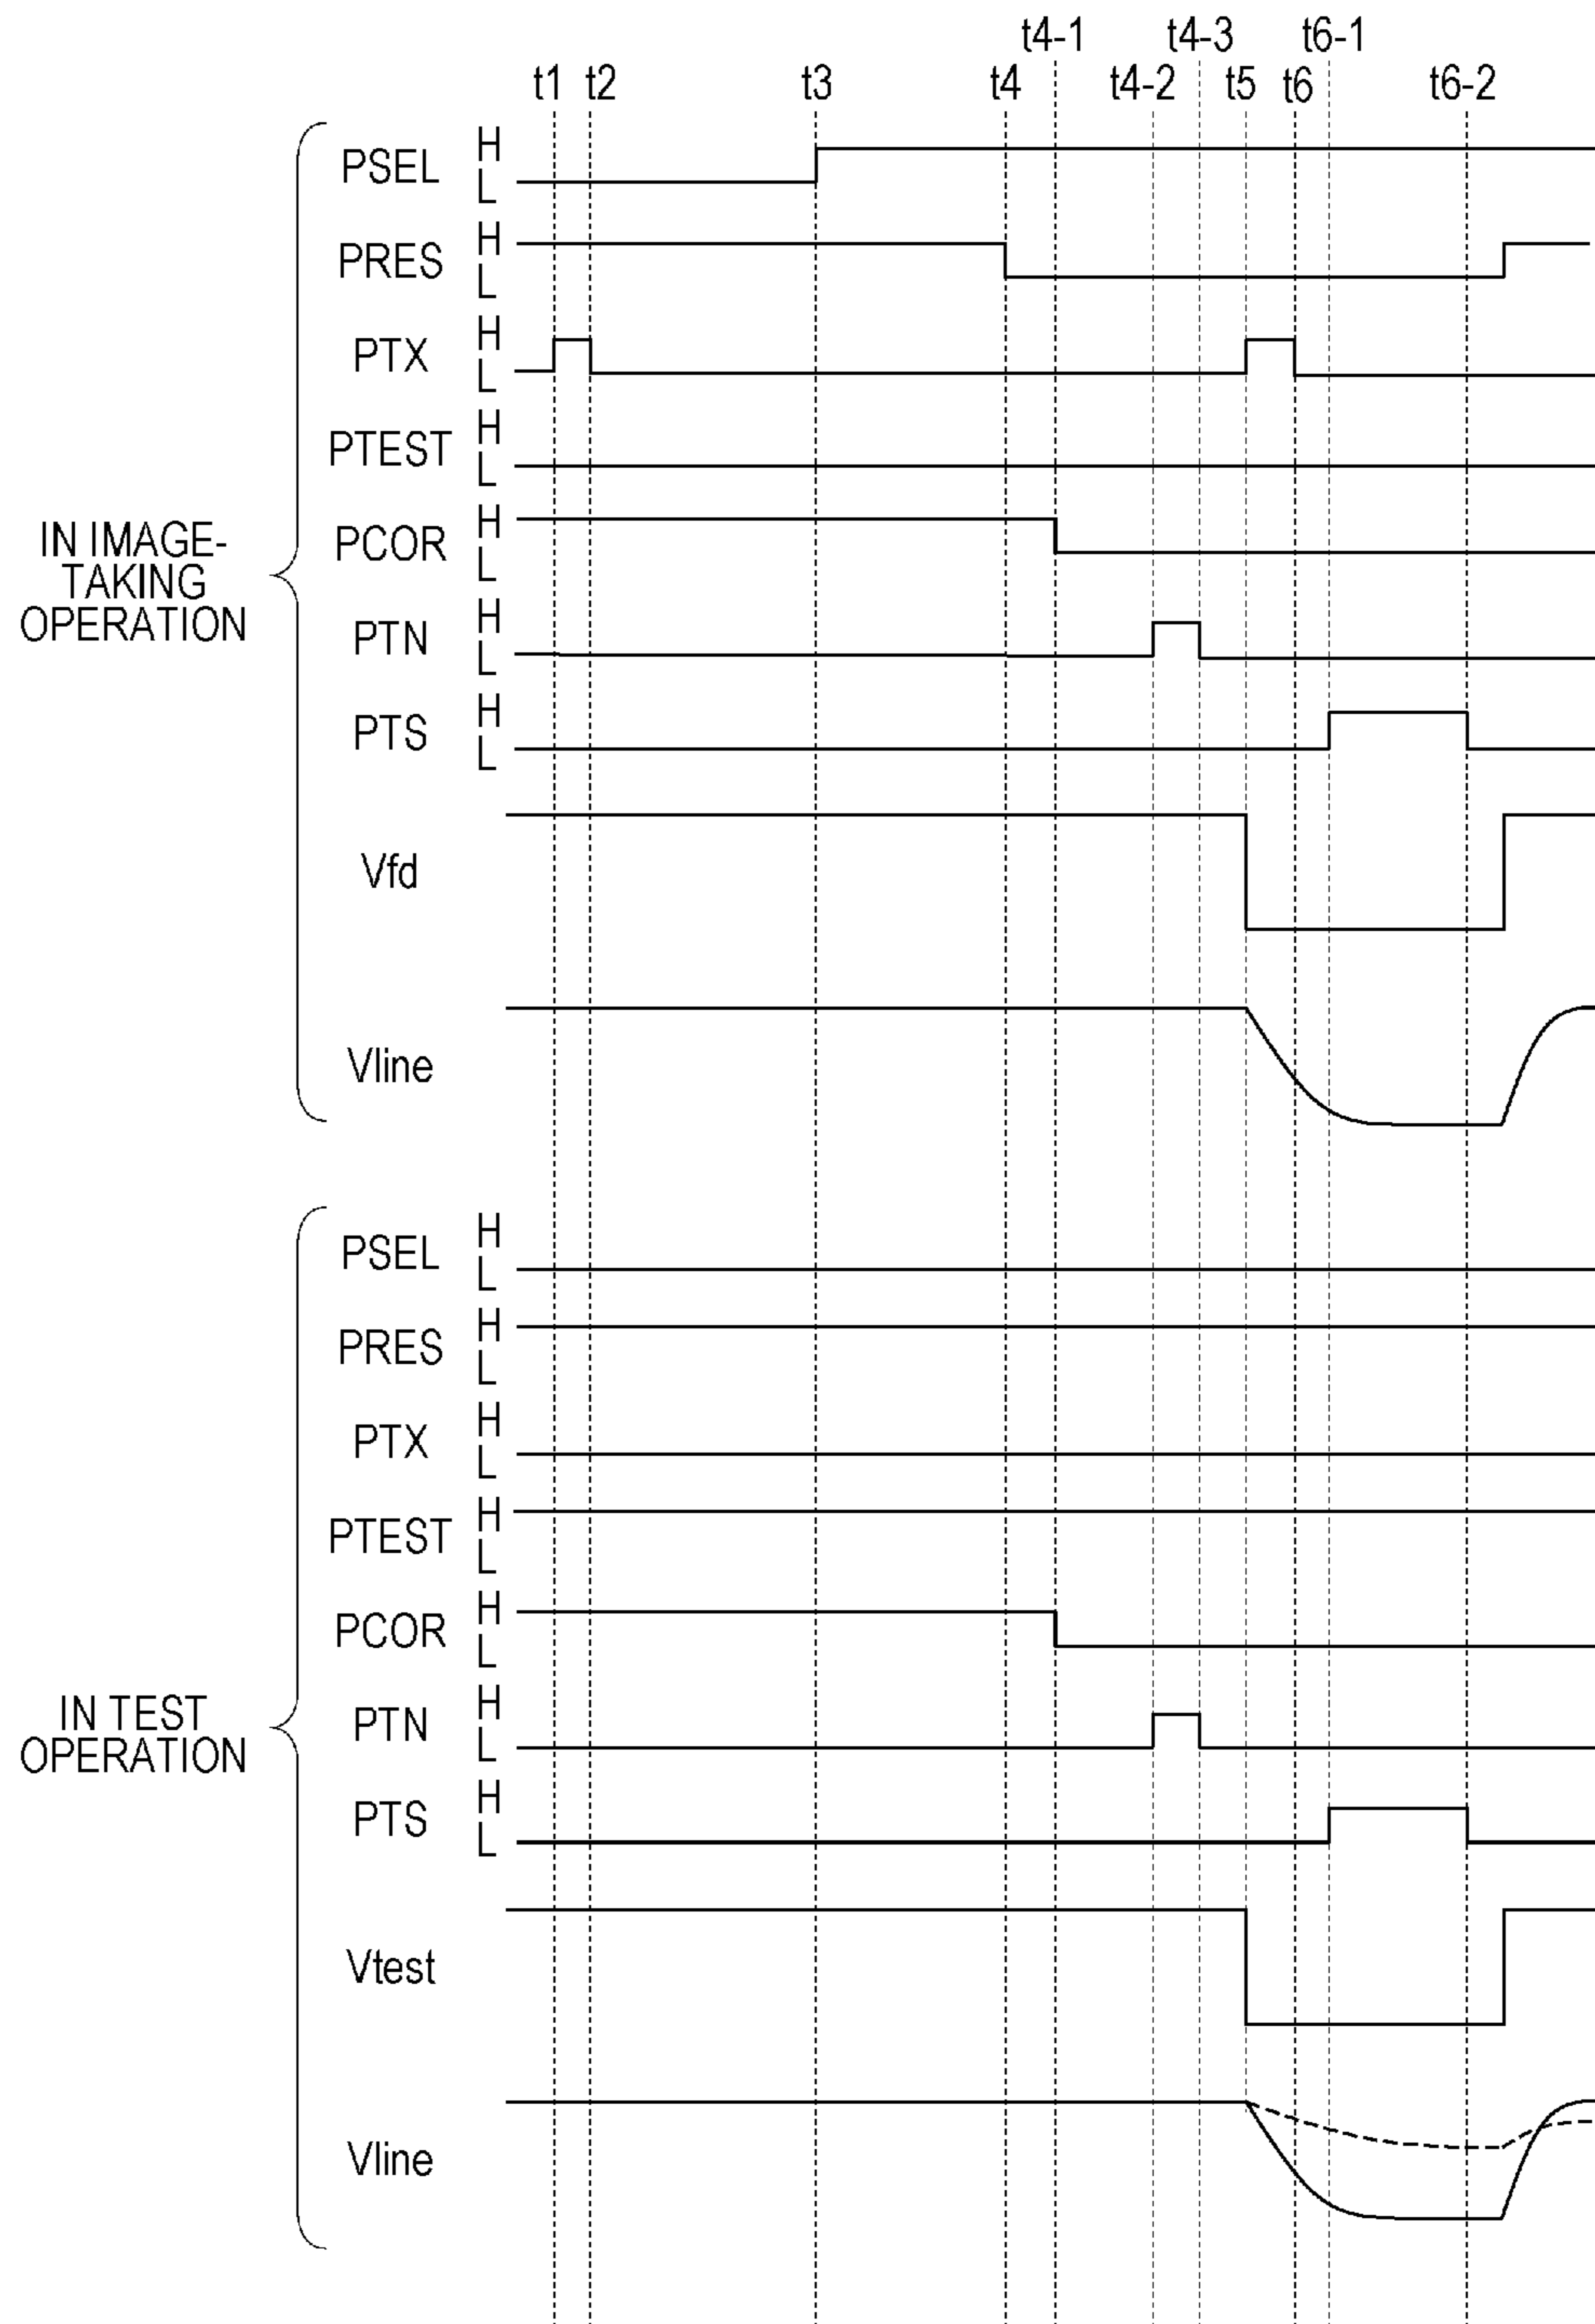 t4-1 t4-3 t6-1
t1 t2 t3 t4 t4-2 t5 t6 t6-2
IN IMAGE-
TAKING
OPERATION
PSEL H
L
PRES H
L
PTX H
L
PTEST H
L
PCOR H
L
PTN H
L
PTS H
L
Vfd
Vline
IN TEST
OPERATION
PSEL H
L
PRES H
L
PTX H
L
PTEST H
L
PCOR H
L
PTN H
L
PTS H
L
Vtest
Vline